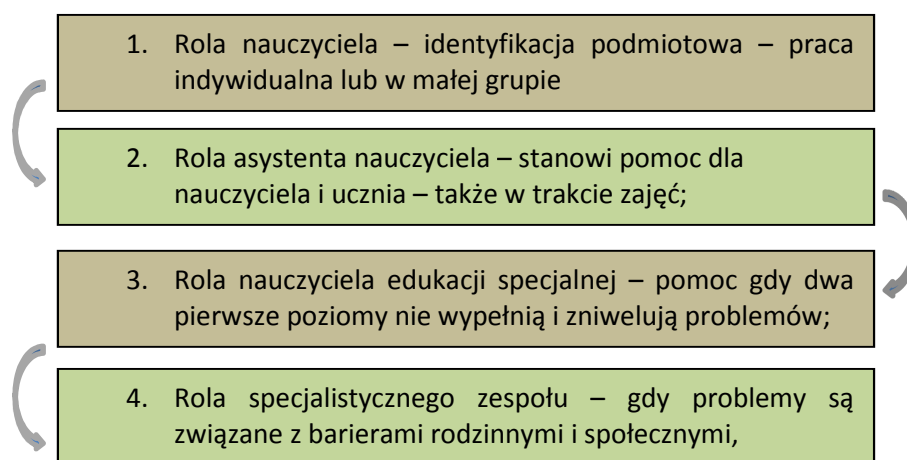 1. Rola nauczyciela – identyfikacja podmiotowa – praca
indywidualna lub w małej grupie
2. Rola asystenta nauczyciela – stanowi pomoc dla
nauczyciela i ucznia – także w trakcie zajęć;
3. Rola nauczyciela edukacji specjalnej – pomoc gdy dwa
pierwsze poziomy nie wypełnią i zniwelują problemów;
4. Rola specjalistycznego zespołu – gdy problemy są
związane z barierami rodzinnymi i społecznymi,